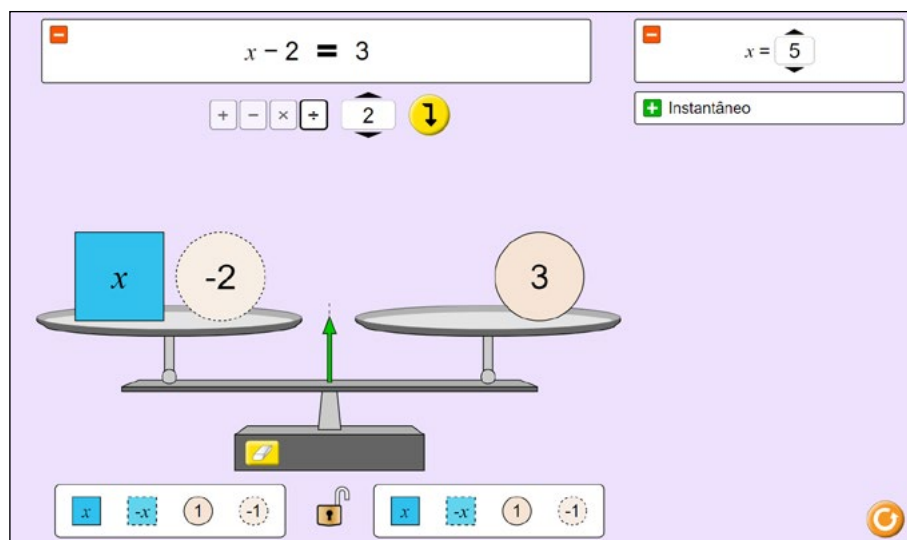 x − 2 = 3
x = 5
+ − × ÷ 2
Instantâneo
x -2 3
x -x 1 -1 x -x 1 -1